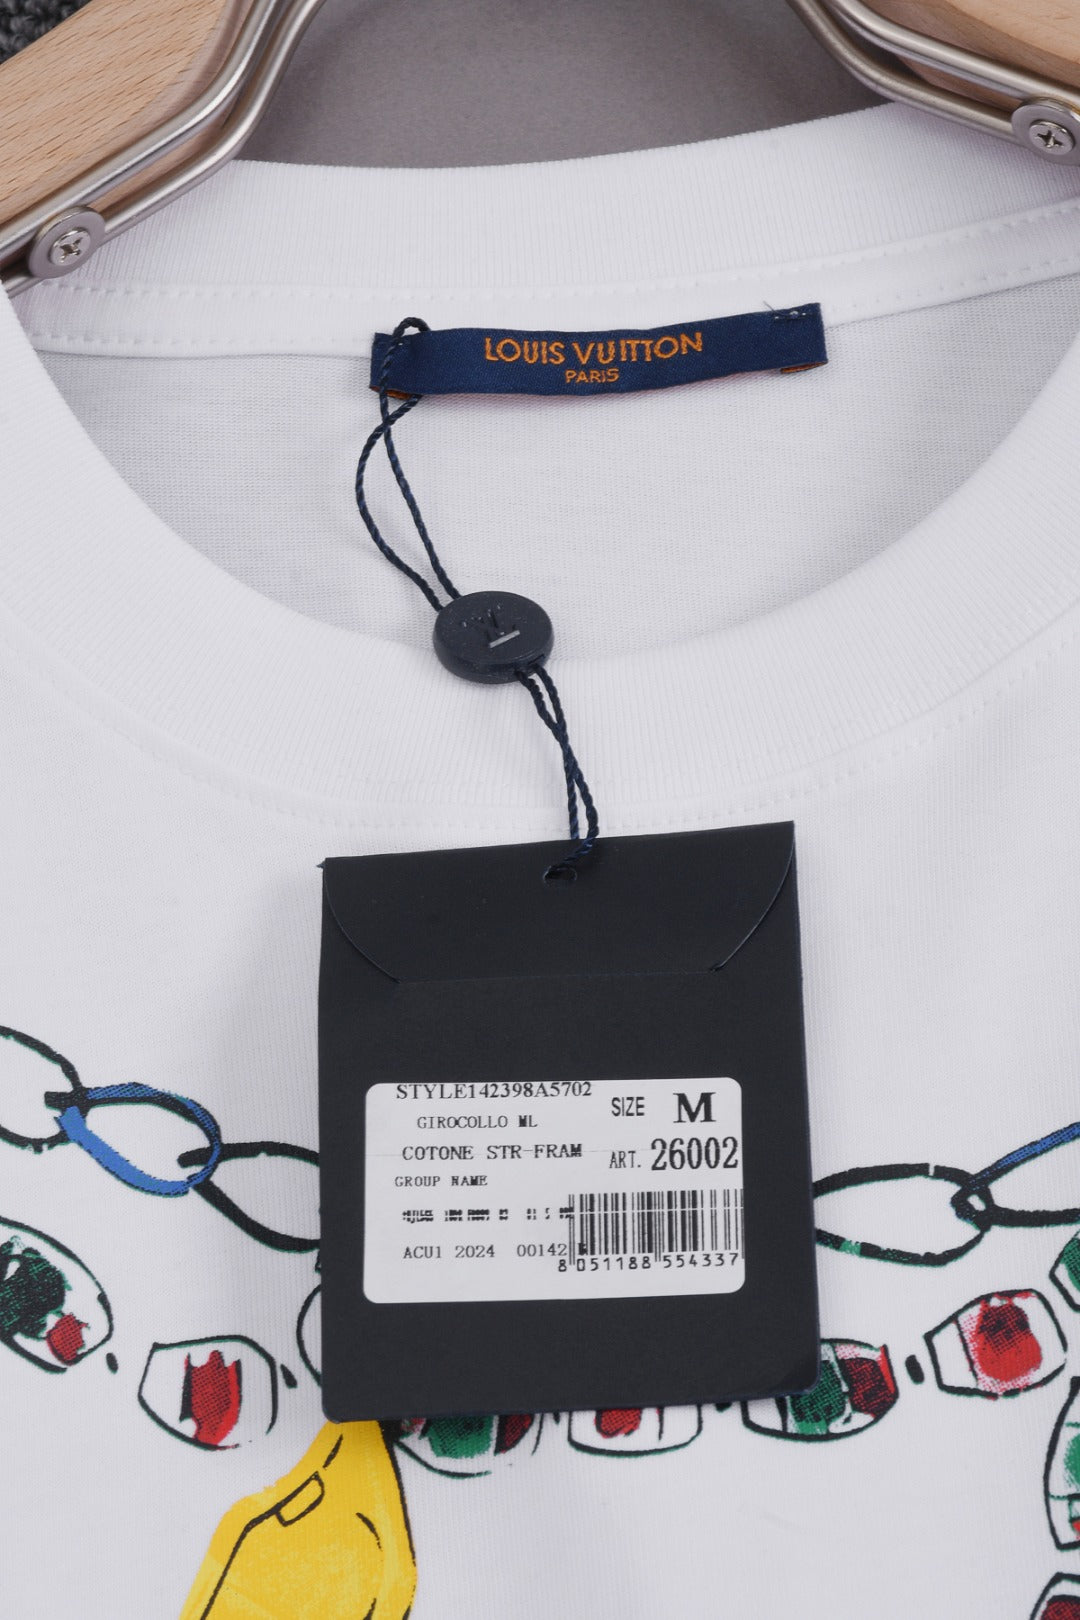 LOUIS VUITTON
PARIS
STYLE142398A5702
GIROCOLLO ML
SIZE M
COTONE STR-FRAM
ART. 26002
GROUP NAME
ACU1 2024 00142
8 051188 554337